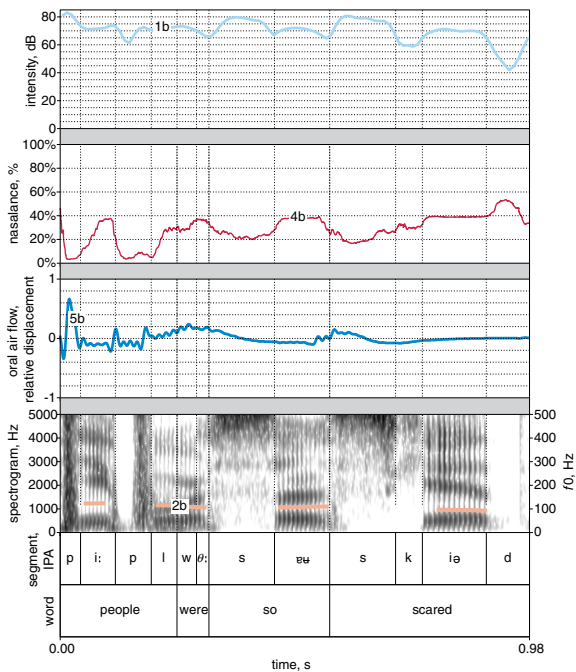 80
60
40
20
0
intensity, dB
1b
100%
80%
60%
40%
20%
0%
nasalance, %
4b
1
0
-1
oral air flow,
relative displacement
5b
5000
4000
3000
2000
1000
0
spectrogram, Hz
2b
500
400
300
200
100
0
f0, Hz
segment,
IPA
p iː p l w ɵː s ɐʉ s k iə d
word
people were so scared
0.00 0.98
time, s